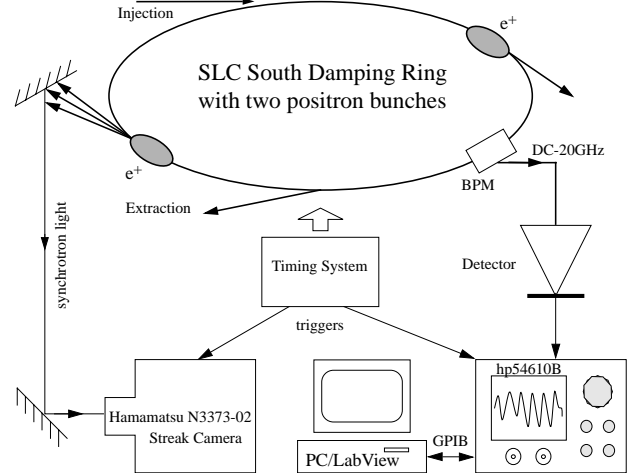 Injection
e+
SLC South Damping Ring
with two positron bunches
DC-20GHz
e+
BPM
Extraction
synchrotron light
Timing System
Detector
triggers
hp54610B
Hamamatsu N3373-02
Streak Camera
GPIB
PC/LabView